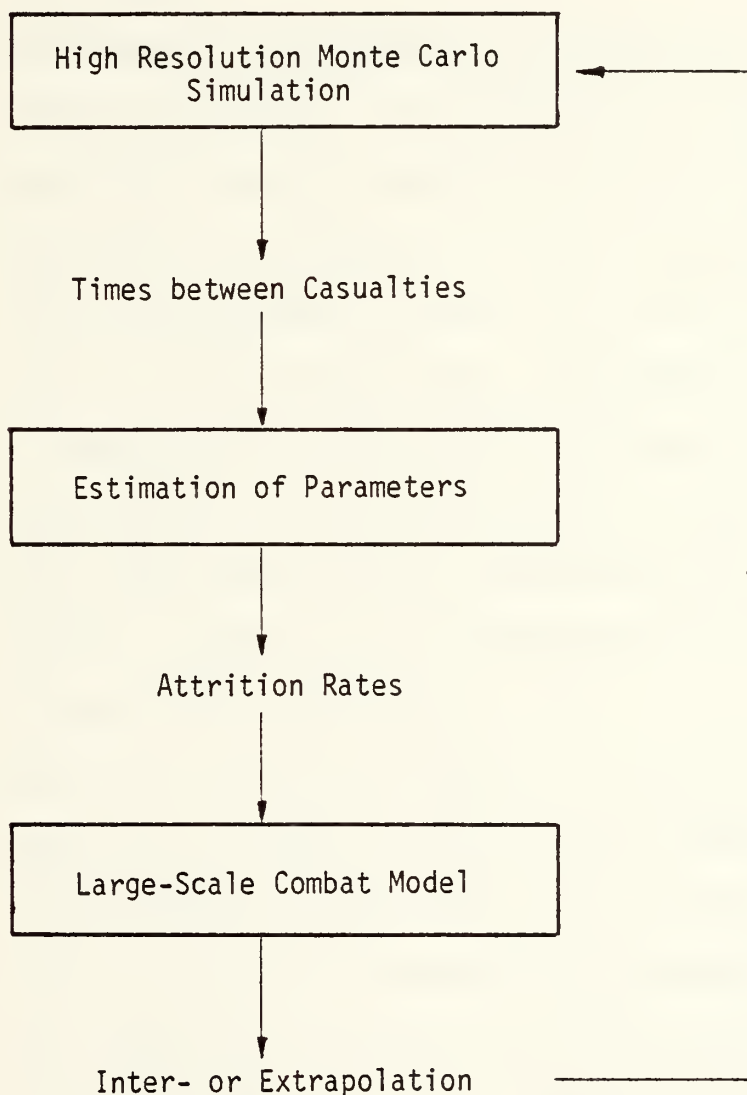 High Resolution Monte Carlo
Simulation
Times between Casualties
Estimation of Parameters
Attrition Rates
Large-Scale Combat Model
Inter- or Extrapolation